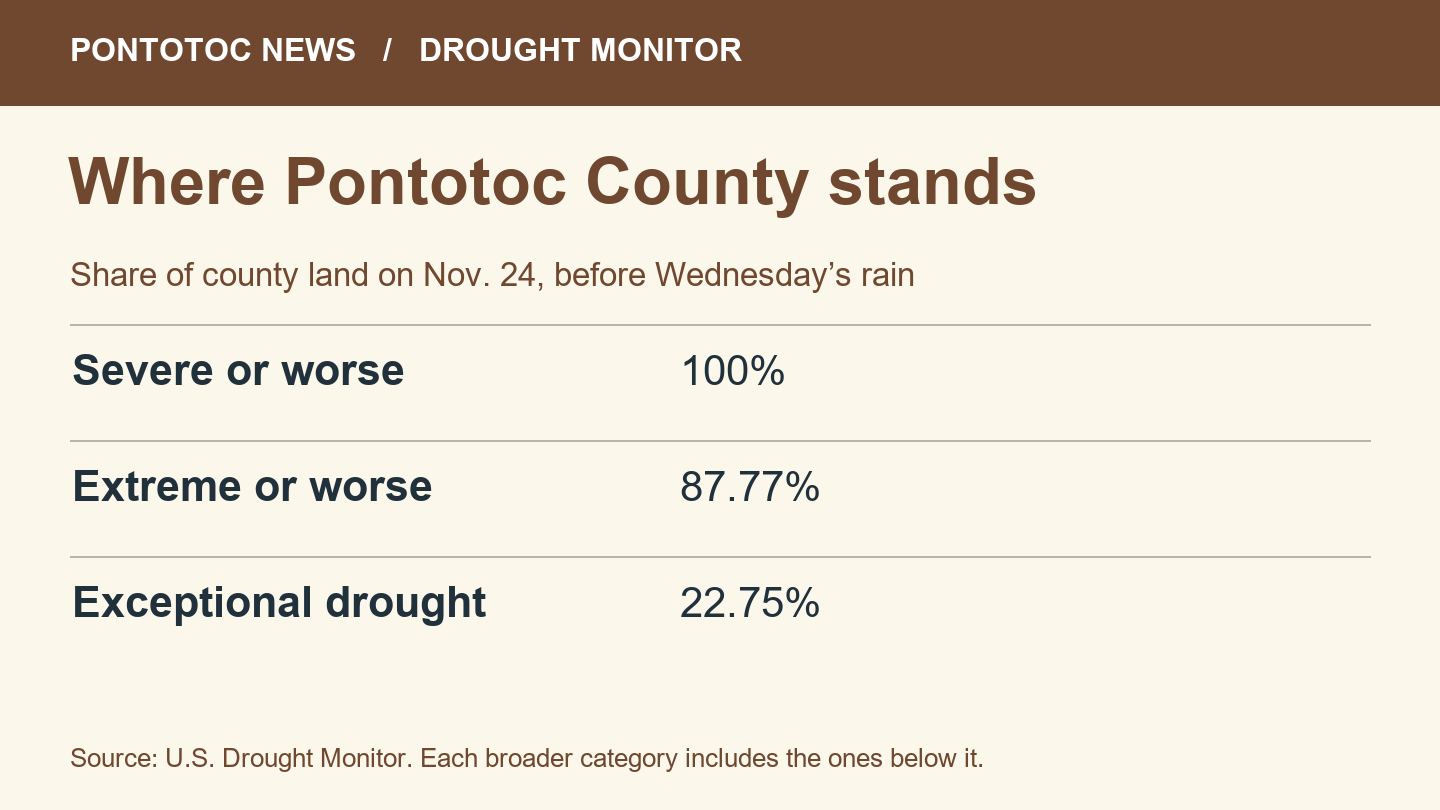 PONTOTOC NEWS / DROUGHT MONITOR
Where Pontotoc County stands
Share of county land on Nov. 24, before Wednesday’s rain
Severe or worse 100%
Extreme or worse 87.77%
Exceptional drought 22.75%
Source: U.S. Drought Monitor. Each broader category includes the ones below it.